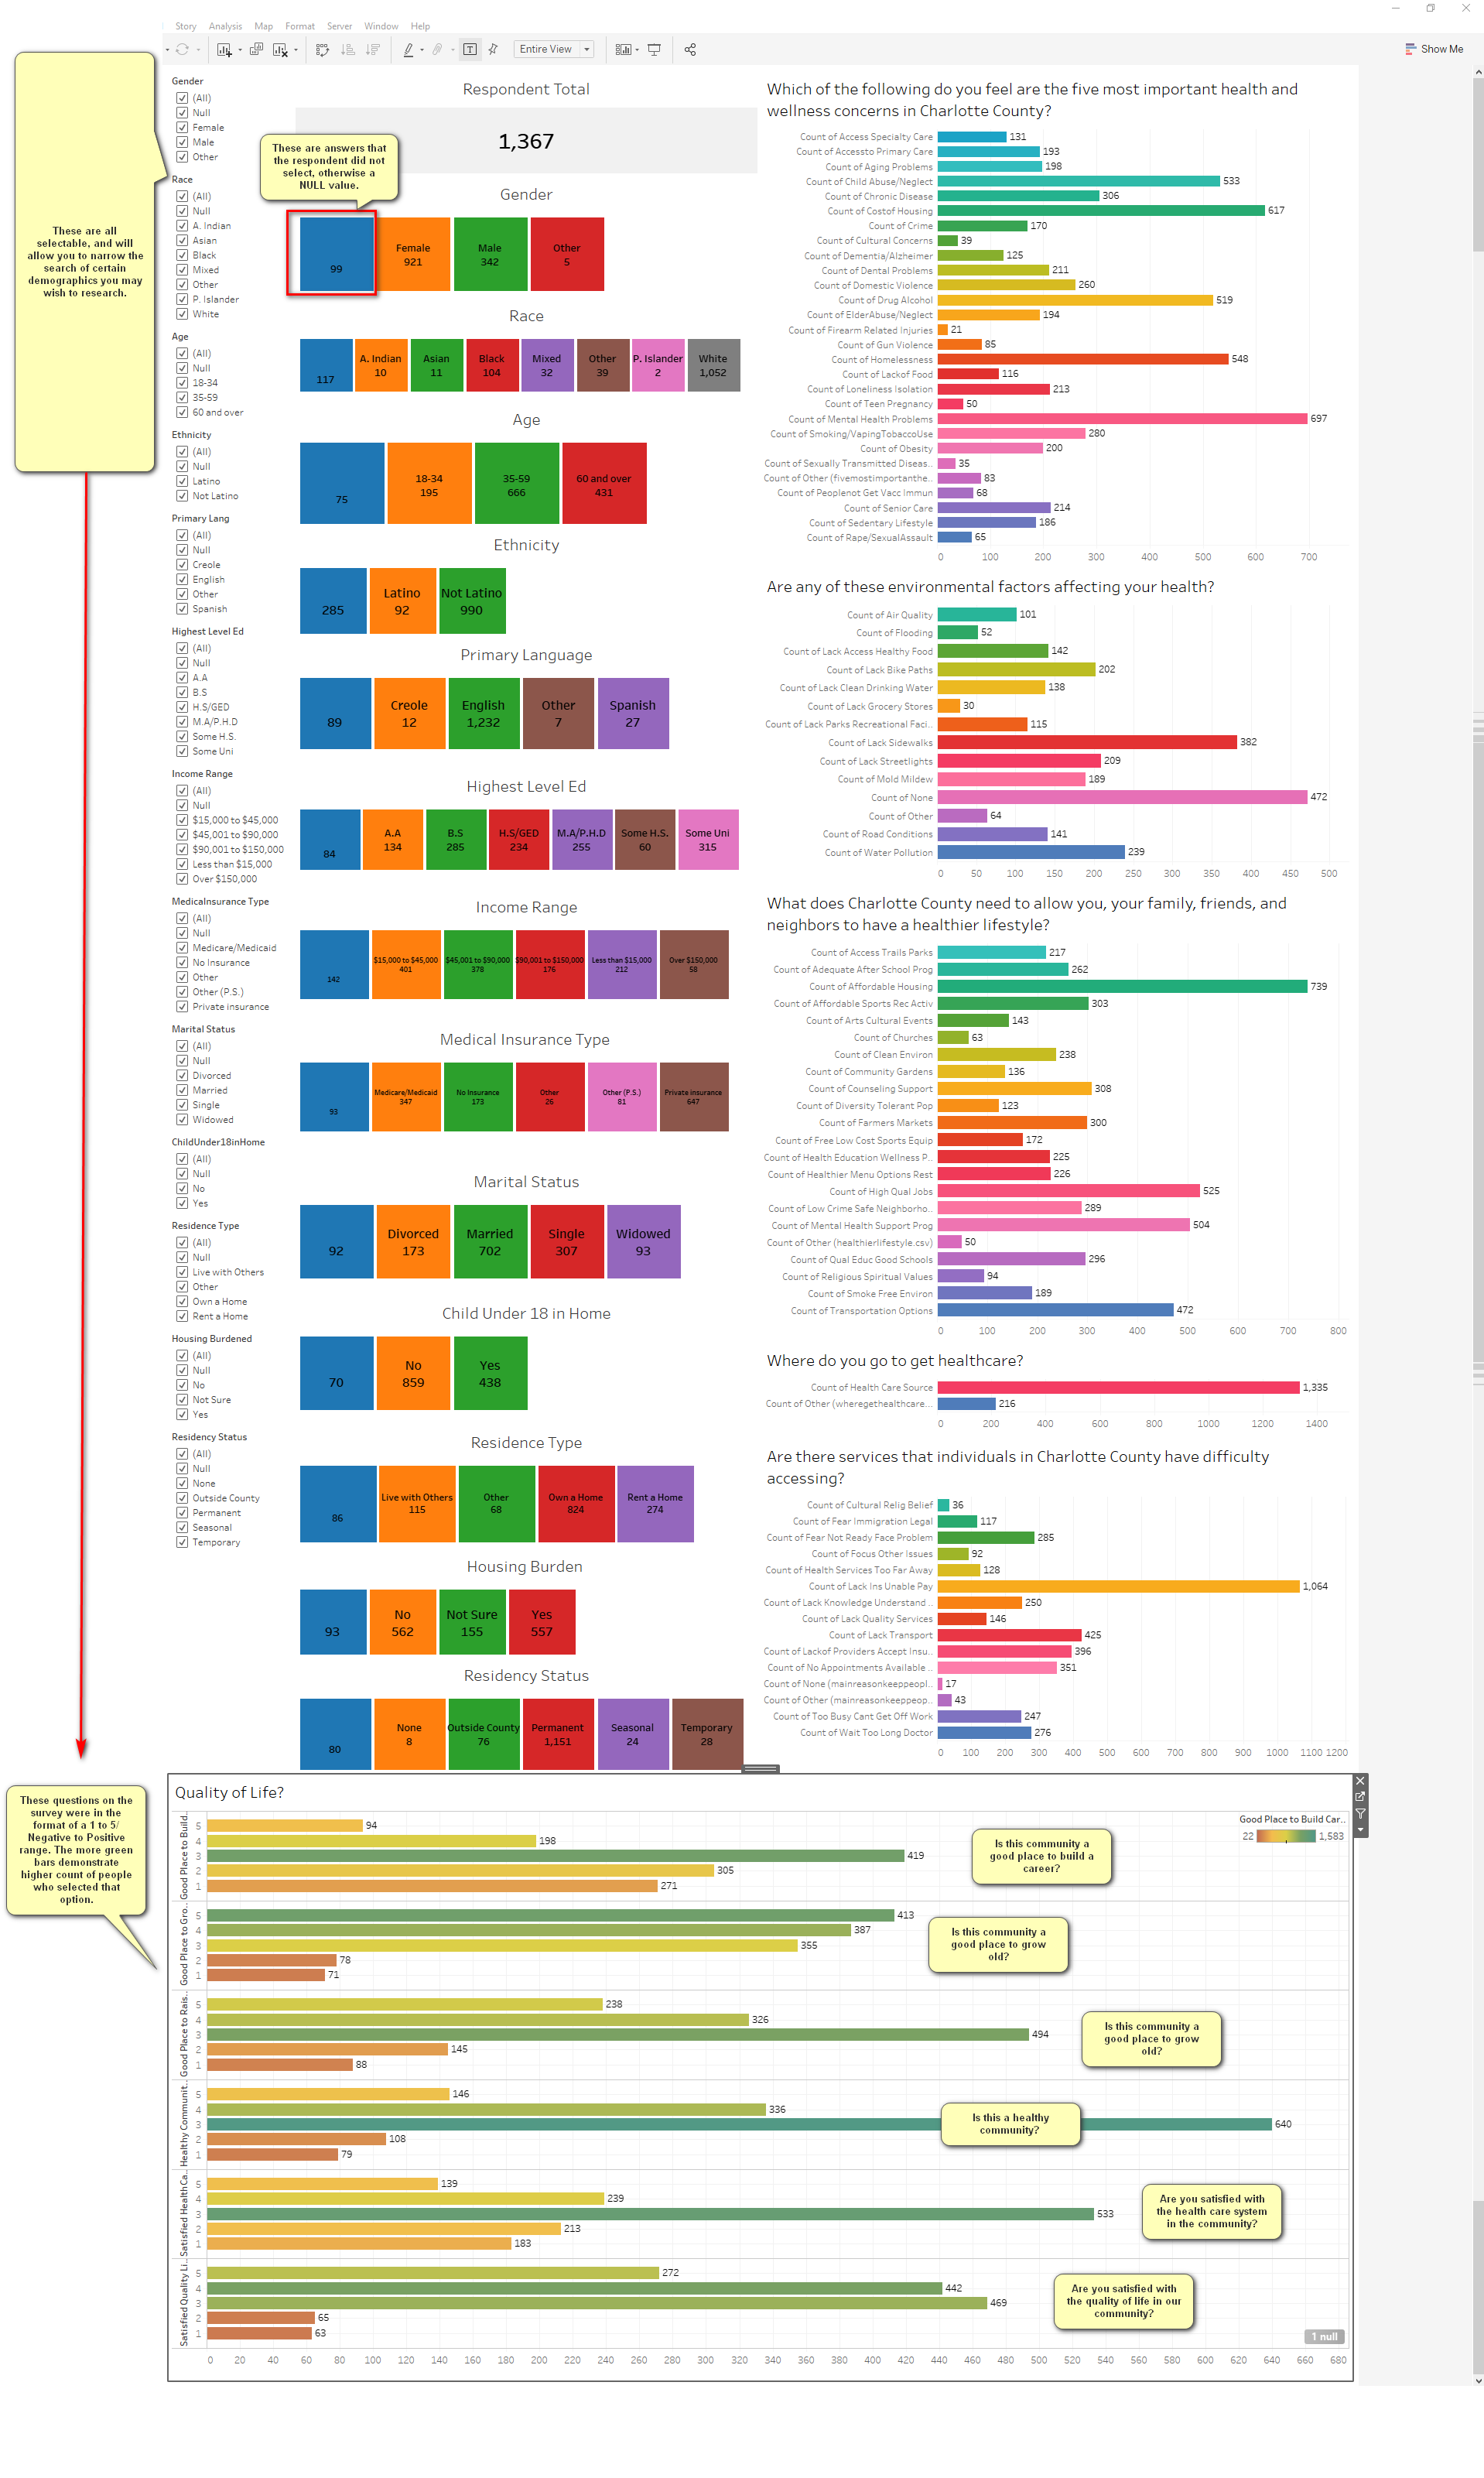 Story Analysis Map Format Server Window Help
Entire View
Show Me
These are all
selectable, and will
allow you to narrow the
search of certain
demographics you may
wish to research.
Gender
(All)
Null
Female
Male
Other
Race
(All)
Null
A. Indian
Asian
Black
Mixed
Other
P. Islander
White
Age
(All)
Null
18-34
35-59
60 and over
Ethnicity
(All)
Null
Latino
Not Latino
Primary Lang
(All)
Null
Creole
English
Other
Spanish
Highest Level Ed
(All)
Null
A.A
B.S
H.S/GED
M.A/P.H.D
Some H.S.
Some Uni
Income Range
(All)
Null
$15,000 to $45,000
$45,001 to $90,000
$90,001 to $150,000
Less than $15,000
Over $150,000
MedicaInsurance Type
(All)
Null
Medicare/Medicaid
No Insurance
Other
Other (P.S.)
Private insurance
Marital Status
(All)
Null
Divorced
Married
Single
Widowed
ChildUnder18inHome
(All)
Null
No
Yes
Residence Type
(All)
Null
Live with Others
Other
Own a Home
Rent a Home
Housing Burdened
(All)
Null
No
Not Sure
Yes
Residency Status
(All)
Null
None
Outside County
Permanent
Seasonal
Temporary
Respondent Total
1,367
These are answers that
the respondent did not
select, otherwise a
NULL value.
Gender
99
Female 921
Male 342
Other 5
Race
117
A. Indian 10
Asian 11
Black 104
Mixed 32
Other 39
P. Islander 2
White 1,052
Age
75
18-34 195
35-59 666
60 and over 431
Ethnicity
285
Latino 92
Not Latino 990
Primary Language
89
Creole 12
English 1,232
Other 7
Spanish 27
Highest Level Ed
84
A.A 134
B.S 285
H.S/GED 234
M.A/P.H.D 255
Some H.S. 60
Some Uni 315
Income Range
142
$15,000 to $45,000 401
$45,001 to $90,000 378
$90,001 to $150,000 176
Less than $15,000 212
Over $150,000 58
Medical Insurance Type
93
Medicare/Medicaid 347
No Insurance 173
Other 26
Other (P.S.) 81
Private insurance 647
Marital Status
92
Divorced 173
Married 702
Single 307
Widowed 93
Child Under 18 in Home
70
No 859
Yes 438
Residence Type
86
Live with Others 115
Other 68
Own a Home 824
Rent a Home 274
Housing Burden
93
No 562
Not Sure 155
Yes 557
Residency Status
80
None 8
Outside County 76
Permanent 1,151
Seasonal 24
Temporary 28
Which of the following do you feel are the five most important health and
wellness concerns in Charlotte County?
Count of Access Specialty Care 131
Count of Accessto Primary Care 193
Count of Aging Problems 198
Count of Child Abuse/Neglect 533
Count of Chronic Disease 306
Count of Costof Housing 617
Count of Crime 170
Count of Cultural Concerns 39
Count of Dementia/Alzheimer 125
Count of Dental Problems 211
Count of Domestic Violence 260
Count of Drug Alcohol 519
Count of ElderAbuse/Neglect 194
Count of Firearm Related Injuries 21
Count of Gun Violence 85
Count of Homelessness 548
Count of Lackof Food 116
Count of Loneliness Isolation 213
Count of Teen Pregnancy 50
Count of Mental Health Problems 697
Count of Smoking/VapingTobaccoUse 280
Count of Obesity 200
Count of Sexually Transmitted Diseas.. 35
Count of Other (fivemostimportanthe.. 83
Count of Peoplenot Get Vacc Immun 68
Count of Senior Care 214
Count of Sedentary Lifestyle 186
Count of Rape/SexualAssault 65
0 100 200 300 400 500 600 700
Are any of these environmental factors affecting your health?
Count of Air Quality 101
Count of Flooding 52
Count of Lack Access Healthy Food 142
Count of Lack Bike Paths 202
Count of Lack Clean Drinking Water 138
Count of Lack Grocery Stores 30
Count of Lack Parks Recreational Faci.. 115
Count of Lack Sidewalks 382
Count of Lack Streetlights 209
Count of Mold Mildew 189
Count of None 472
Count of Other 64
Count of Road Conditions 141
Count of Water Pollution 239
0 50 100 150 200 250 300 350 400 450 500
What does Charlotte County need to allow you, your family, friends, and
neighbors to have a healthier lifestyle?
Count of Access Trails Parks 217
Count of Adequate After School Prog 262
Count of Affordable Housing 739
Count of Affordable Sports Rec Activ 303
Count of Arts Cultural Events 143
Count of Churches 63
Count of Clean Environ 238
Count of Community Gardens 136
Count of Counseling Support 308
Count of Diversity Tolerant Pop 123
Count of Farmers Markets 300
Count of Free Low Cost Sports Equip 172
Count of Health Education Wellness P.. 225
Count of Healthier Menu Options Rest 226
Count of High Qual Jobs 525
Count of Low Crime Safe Neighborho.. 289
Count of Mental Health Support Prog 504
Count of Other (healthierlifestyle.csv) 50
Count of Qual Educ Good Schools 296
Count of Religious Spiritual Values 94
Count of Smoke Free Environ 189
Count of Transportation Options 472
0 100 200 300 400 500 600 700 800
Where do you go to get healthcare?
Count of Health Care Source 1,335
Count of Other (wheregethealthcare... 216
0 200 400 600 800 1000 1200 1400
Are there services that individuals in Charlotte County have difficulty
accessing?
Count of Cultural Relig Belief 36
Count of Fear Immigration Legal 117
Count of Fear Not Ready Face Problem 285
Count of Focus Other Issues 92
Count of Health Services Too Far Away 128
Count of Lack Ins Unable Pay 1,064
Count of Lack Knowledge Understand .. 250
Count of Lack Quality Services 146
Count of Lack Transport 425
Count of Lackof Providers Accept Insu.. 396
Count of No Appointments Available .. 351
Count of None (mainreasonkeeppeopl.. 17
Count of Other (mainreasonkeeppeop.. 43
Count of Too Busy Cant Get Off Work 247
Count of Wait Too Long Doctor 276
0 100 200 300 400 500 600 700 800 900 1000 1100 1200
These questions on the
survey were in the
format of a 1 to 5/
Negative to Positive
range. The more green
bars demonstrate
higher count of people
who selected that
option.
Quality of Life?
Good Place to Build Car..
22 1,583
Good Place to Build..
5 94
4 198
3 419
2 305
1 271
Is this community a
good place to build a
career?
Good Place to Gro..
5 413
4 387
3 355
2 78
1 71
Is this community a
good place to grow
old?
Good Place to Rais..
5 238
4 326
3 494
2 145
1 88
Is this community a
good place to grow
old?
Healthy Communit..
5 146
4 336
3 640
2 108
1 79
Is this a healthy
community?
Satisfied HealthCa..
5 139
4 239
3 533
2 213
1 183
Are you satisfied with
the health care system
in the community?
Satisfied Quality Li..
5 272
4 442
3 469
2 65
1 63
Are you satisfied with
the quality of life in our
community?
1 null
0 20 40 60 80 100 120 140 160 180 200 220 240 260 280 300 320 340 360 380 400 420 440 460 480 500 520 540 560 580 600 620 640 660 680